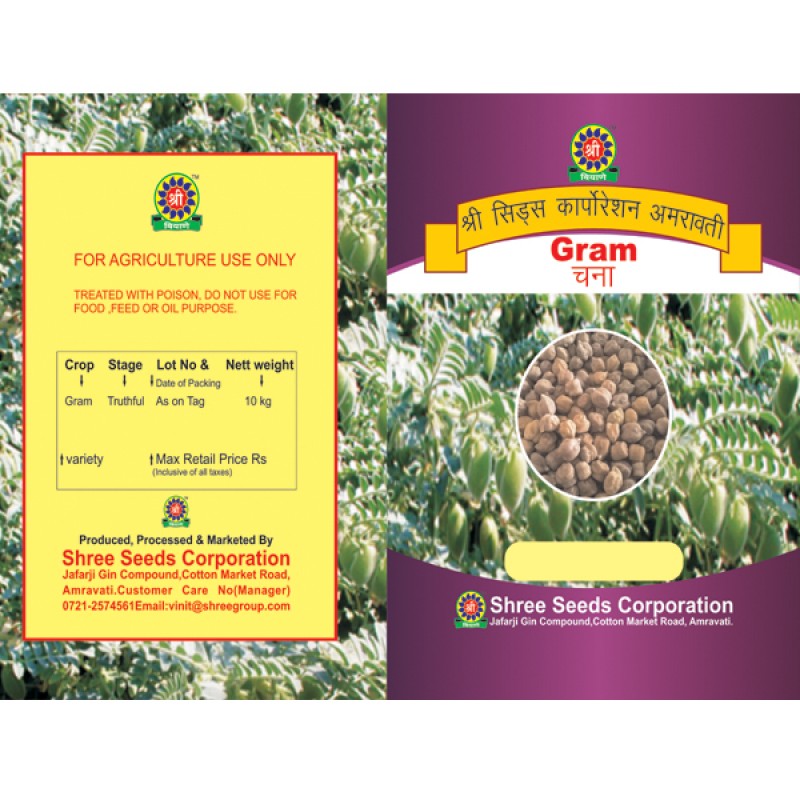 श्री
TM
बियाणे
FOR AGRICULTURE USE ONLY
TREATED WITH POISON, DO NOT USE FOR
FOOD ,FEED OR OIL PURPOSE.
Crop Stage Lot No & Nett weight
Date of Packing
Gram Truthful As on Tag 10 kg
variety Max Retail Price Rs
(Inclusive of all taxes)
श्री
बियाणे
Produced, Processed & Marketed By
Shree Seeds Corporation
Jafarji Gin Compound,Cotton Market Road,
Amravati.Customer Care No(Manager)
0721-2574561Email:vinit@shreegroup.com
श्री
बियाणे
श्री सिड्स कार्पोरेशन अमरावती
Gram
चना
श्री
बियाणे
Shree Seeds Corporation
Jafarji Gin Compound,Cotton Market Road, Amravati.